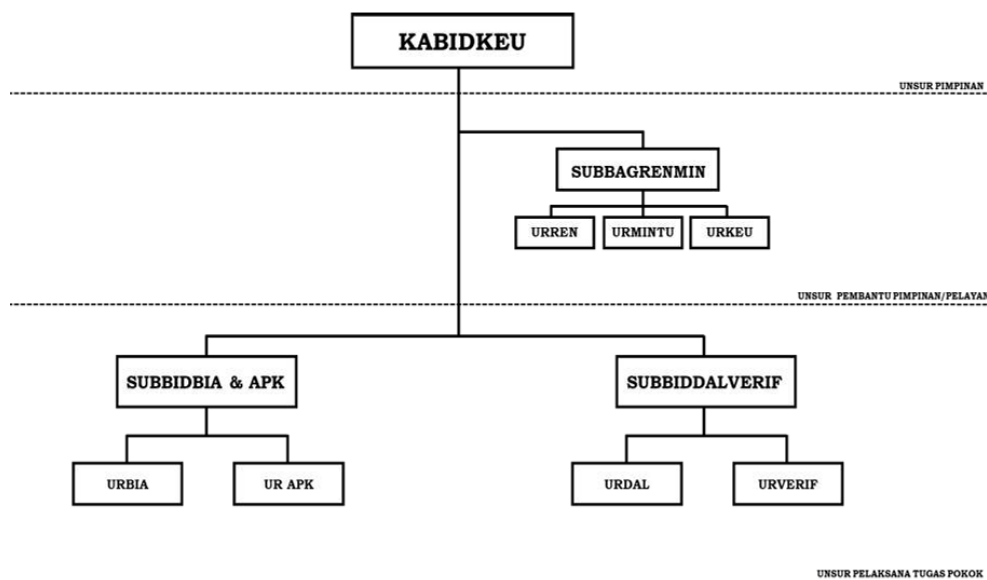 KABIDKEU
UNSUR PIMPINAN
SUBBAGRENMIN
URREN
URMINTU
URKEU
UNSUR PEMBANTU PIMPINAN/PELAYAN
SUBBIDBIA & APK
SUBBIDDALVERIF
URBIA
UR APK
URDAL
URVERIF
UNSUR PELAKSANA TUGAS POKOK